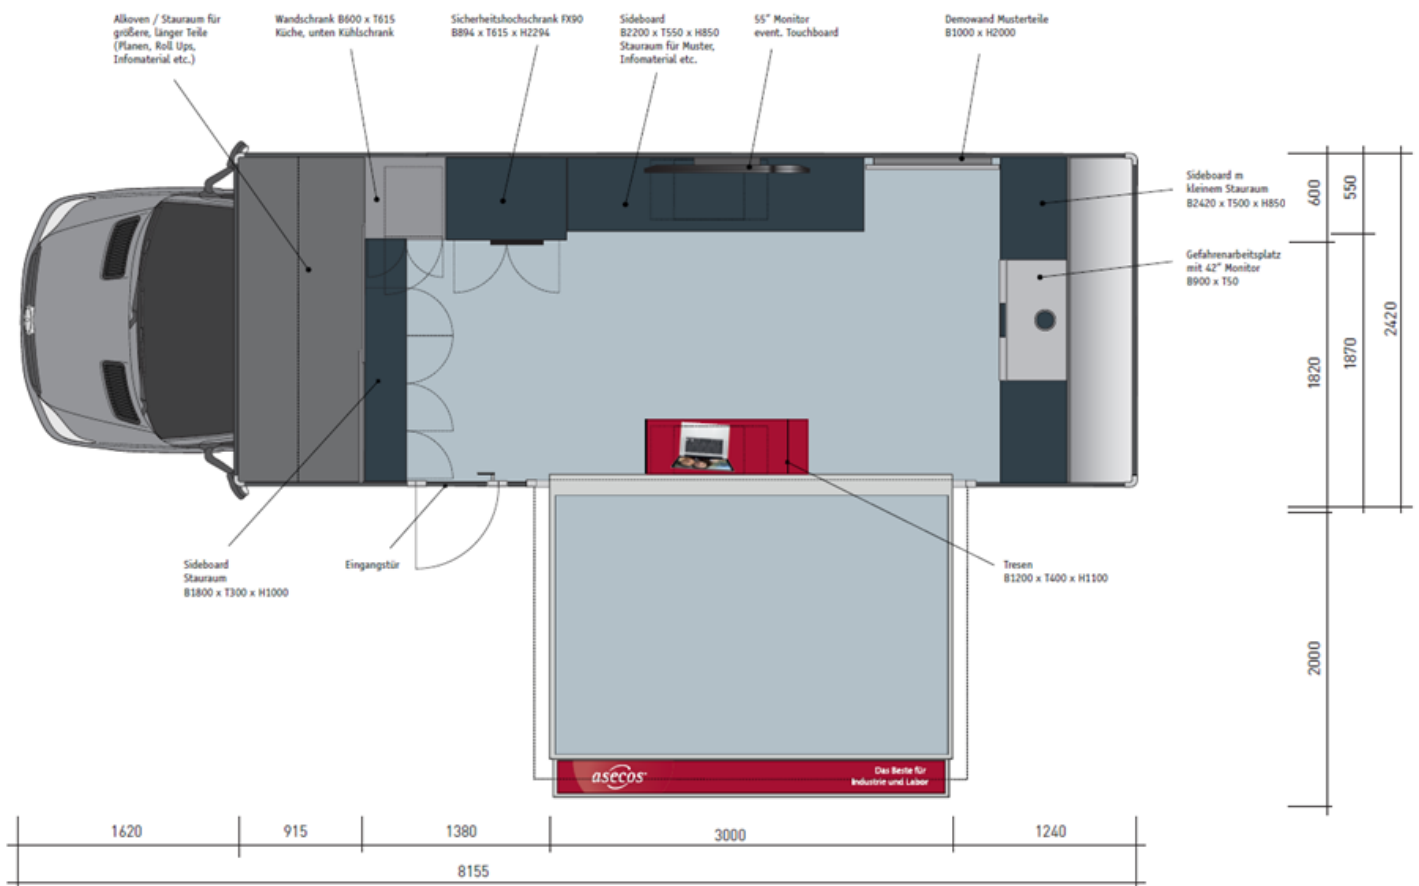 Alkoven / Stauraum für
größere, länger Teile
(Planen, Roll Ups,
Infomaterial etc.)
Wandschrank B600 x T615
Küche, unten Kühlschrank
Sicherheitshochschrank FX90
B894 x T615 x H2294
Sideboard
B2200 x T550 x H850
Stauraum für Muster,
Infomaterial etc.
55" Monitor
event. Touchboard
Demowand Musterteile
B1000 x H2000
Sideboard m
kleinem Stauraum
B2420 x T500 x H850
Gefahrenarbeitsplatz
mit 42" Monitor
B900 x T50
600
550
2420
1820
1870
2000
Sideboard
Stauraum
B1800 x T300 x H1000
Eingangstür
Tresen
B1200 x T400 x H1100
asecos
Das Beste für
Industrie und Labor
1620
915
1380
3000
1240
8155